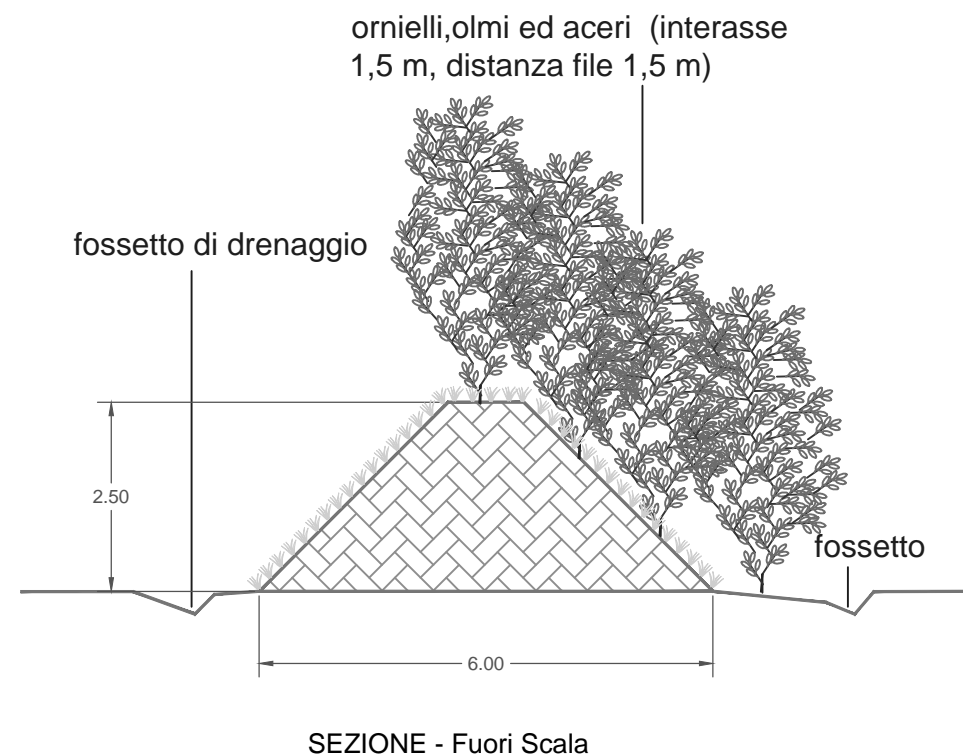 ornielli,olmi ed aceri (interasse
1,5 m, distanza file 1,5 m)
fossetto di drenaggio
2.50
fossetto
6.00
SEZIONE - Fuori Scala